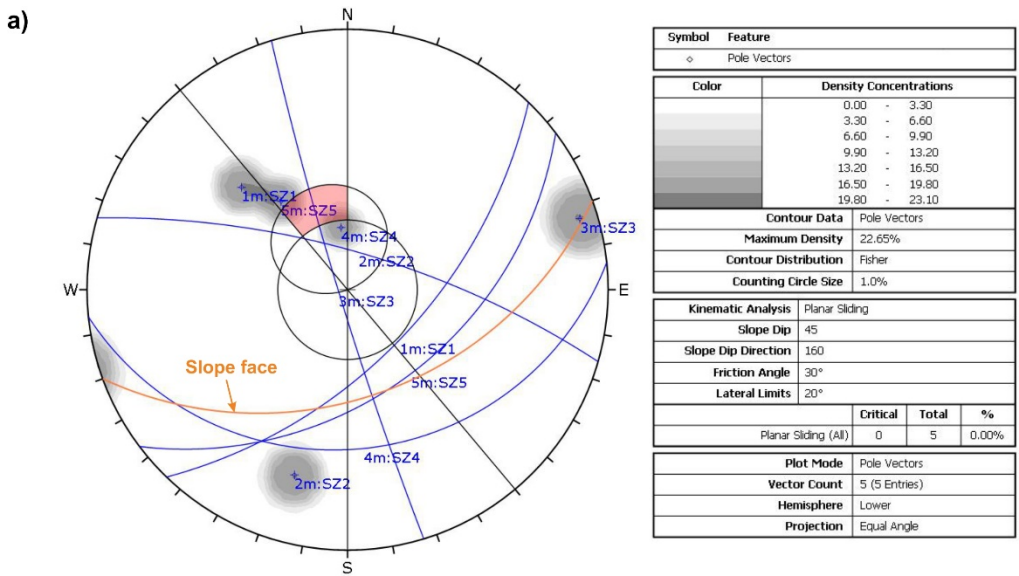 a)
N
W
E
S
1m:SZ1
5m:SZ5
4m:SZ4
2m:SZ2
3m:SZ3
3m:SZ3
1m:SZ1
5m:SZ5
4m:SZ4
2m:SZ2
Slope face
Symbol Feature
Pole Vectors
Color Density Concentrations
0.00 - 3.30
3.30 - 6.60
6.60 - 9.90
9.90 - 13.20
13.20 - 16.50
16.50 - 19.80
19.80 - 23.10
Contour Data Pole Vectors
Maximum Density 22.65%
Contour Distribution Fisher
Counting Circle Size 1.0%
Kinematic Analysis Planar Sliding
Slope Dip 45
Slope Dip Direction 160
Friction Angle 30°
Lateral Limits 20°
Critical Total %
Planar Sliding (All) 0 5 0.00%
Plot Mode Pole Vectors
Vector Count 5 (5 Entries)
Hemisphere Lower
Projection Equal Angle